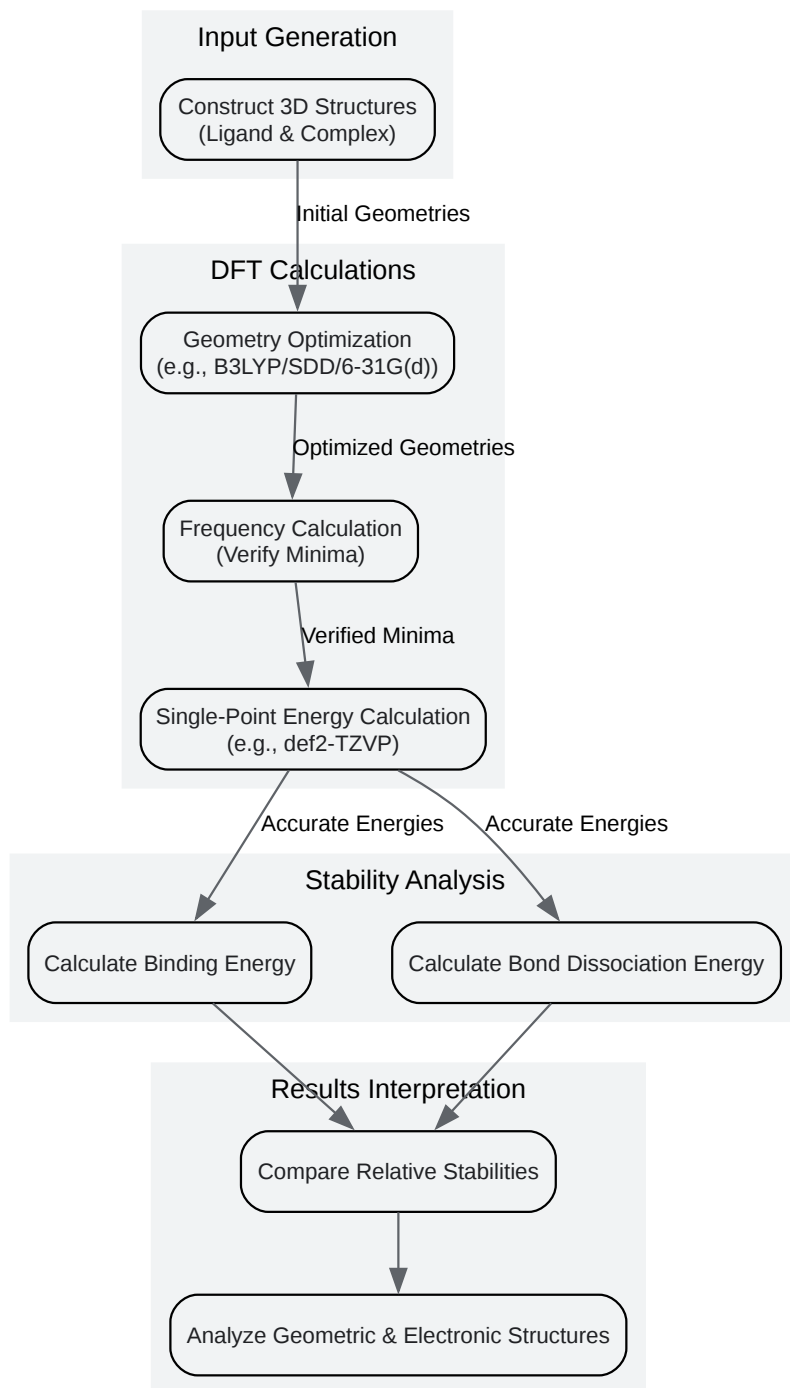 Input Generation
Construct 3D Structures
(Ligand & Complex)
Initial Geometries
DFT Calculations
Geometry Optimization
(e.g., B3LYP/SDD/6-31G(d))
Optimized Geometries
Frequency Calculation
(Verify Minima)
Verified Minima
Single-Point Energy Calculation
(e.g., def2-TZVP)
Accurate Energies
Accurate Energies
Stability Analysis
Calculate Binding Energy
Calculate Bond Dissociation Energy
Results Interpretation
Compare Relative Stabilities
Analyze Geometric & Electronic Structures